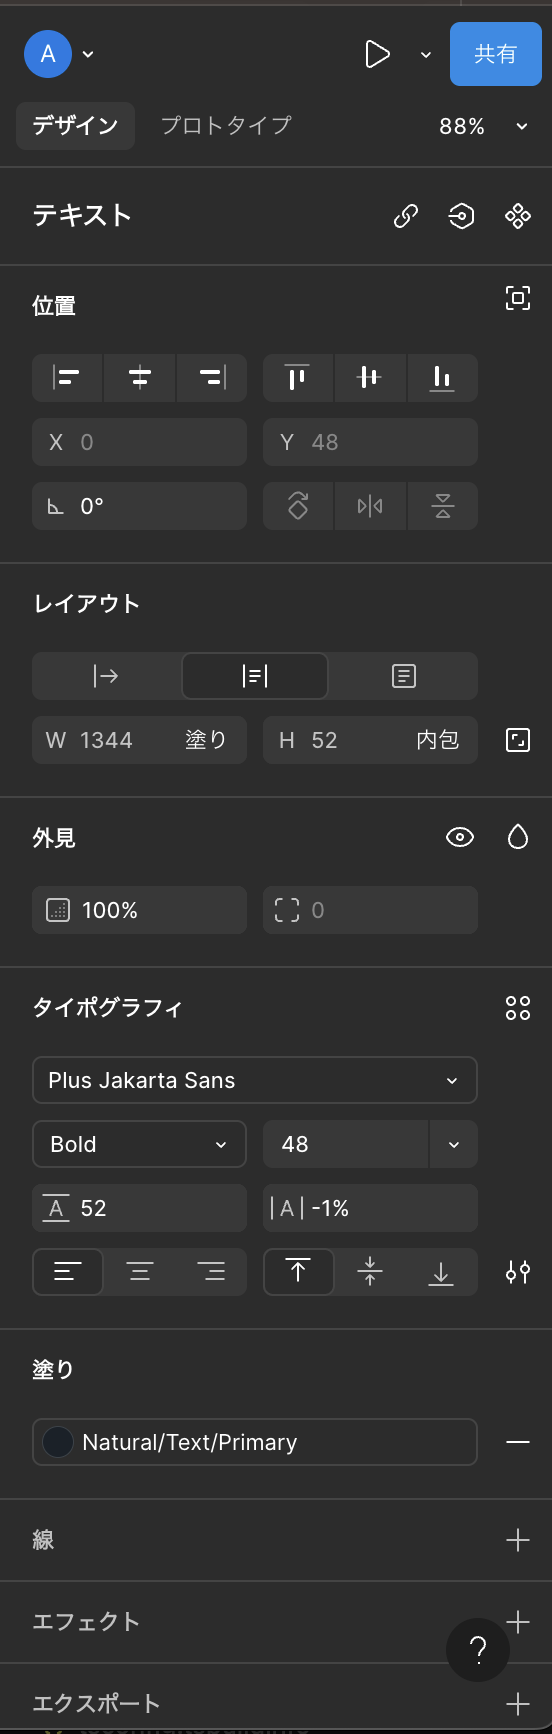 A
共有
デザイン プロトタイプ 88%
テキスト
位置
X 0 Y 48
0°
レイアウト
W 1344 塗り H 52 内包
外見
100% 0
タイポグラフィ
Plus Jakarta Sans
Bold 48
A 52 |A| -1%
塗り
Natural/Text/Primary
線
エフェクト
?
エクスポート